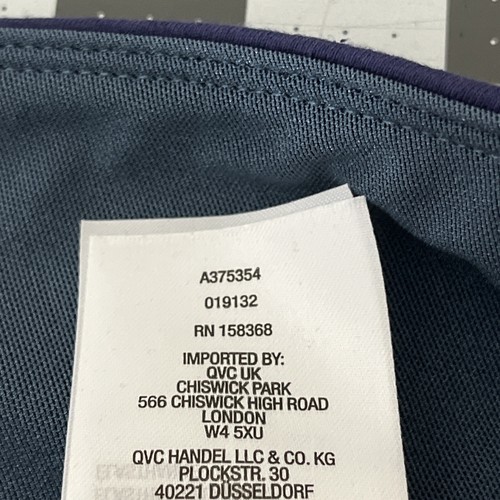 A375354
019132
RN 158368
IMPORTED BY:
QVC UK
CHISWICK PARK
566 CHISWICK HIGH ROAD
LONDON
W4 5XU
QVC HANDEL LLC & CO. KG
PLOCKSTR. 30
40221 DÜSSELDORF